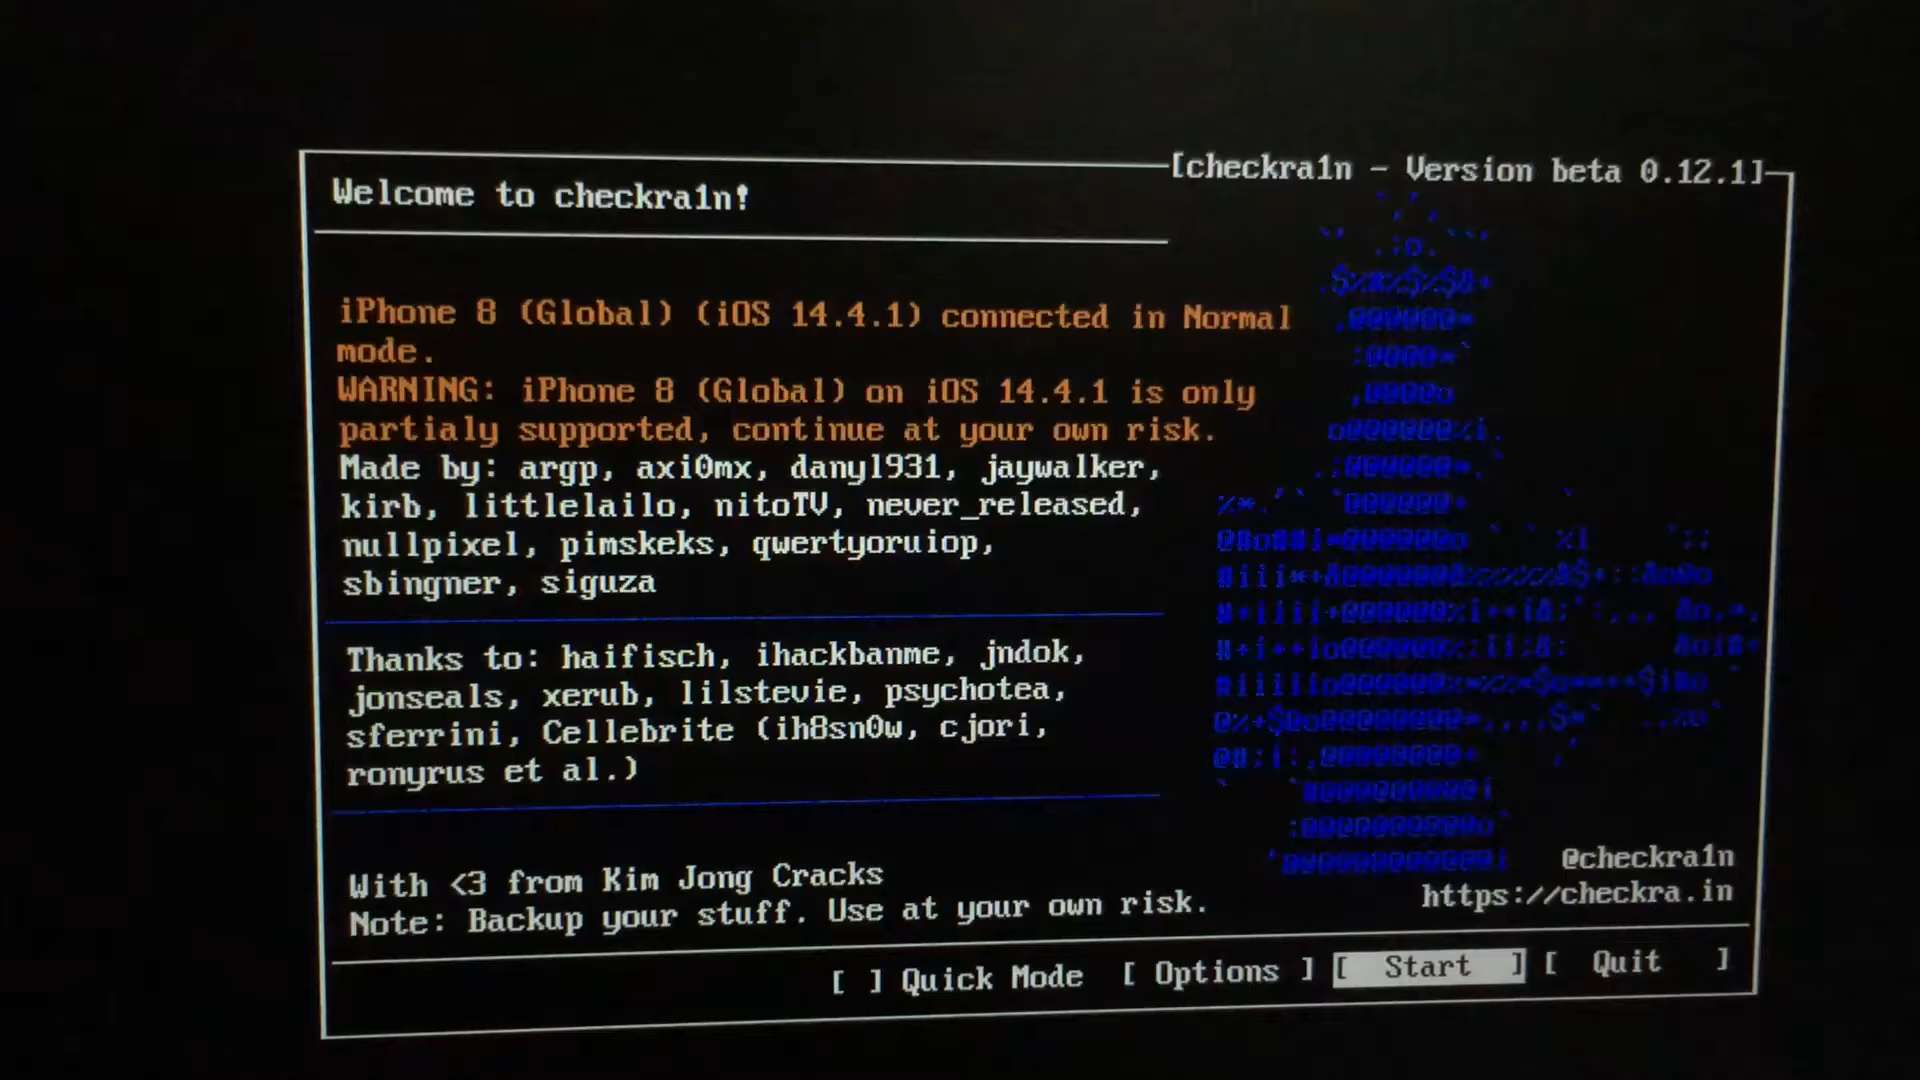 [checkra1n - Version beta 0.12.1]
Welcome to checkra1n!
iPhone 8 (Global) (iOS 14.4.1) connected in Normal
mode.
WARNING: iPhone 8 (Global) on iOS 14.4.1 is only
partialy supported, continue at your own risk.
Made by: argp, axi0mx, danyl931, jaywalker,
kirb, littlelailo, nitoTV, never_released,
nullpixel, pimskeks, qwertyoruiop,
sbingner, siguza
Thanks to: haifisch, ihackbanme, jndok,
jonseals, xerub, lilstevie, psychotea,
sferrini, Cellebrite (ih8sn0w, cjori,
ronyrus et al.)
With <3 from Kim Jong Cracks
Note: Backup your stuff. Use at your own risk.
@checkra1n
https://checkra.in
[ ] Quick Mode [ Options ] [ Start ] [ Quit ]